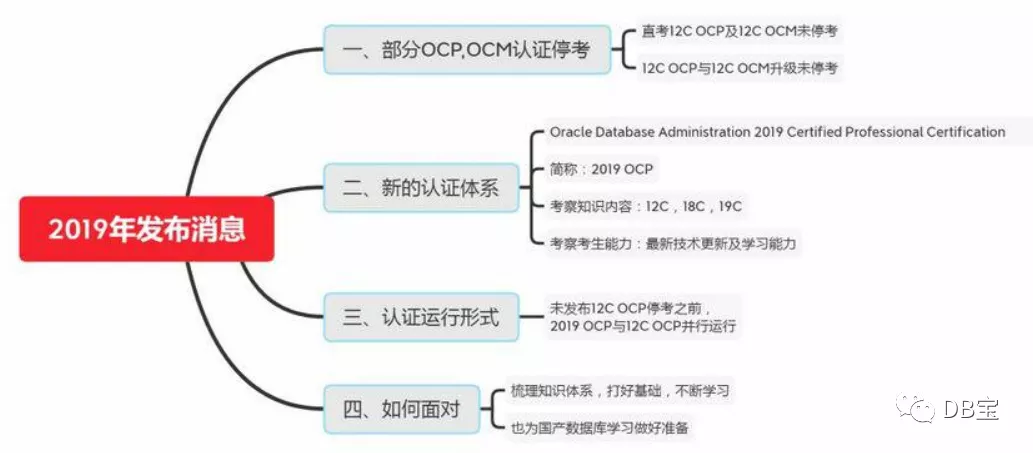 2019年发布消息
一、部分OCP,OCM认证停考
直考12C OCP及12C OCM未停考
12C OCP与12C OCM升级未停考
二、新的认证体系
Oracle Database Administration 2019 Certified Professional Certification
简称：2019 OCP
考察知识内容：12C，18C，19C
考察考生能力：最新技术更新及学习能力
三、认证运行形式
未发布12C OCP停考之前，
2019 OCP与12C OCP并行运行
四、如何面对
梳理知识体系，打好基础，不断学习
也为国产数据库学习做好准备
DB宝